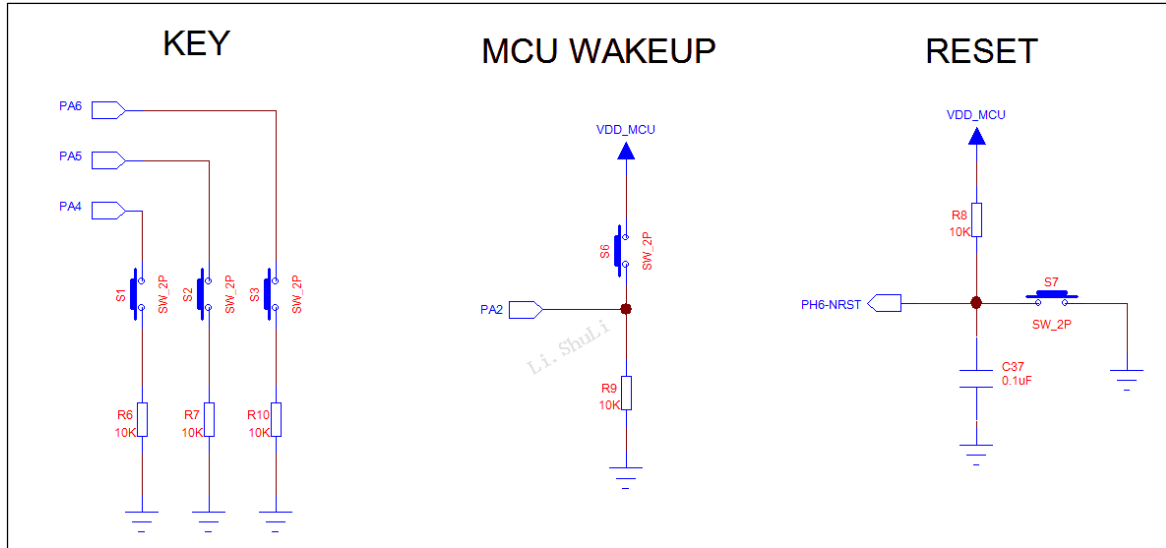 KEY
PA6
PA5
PA4
S1
SW_2P
S2
SW_2P
S3
SW_2P
R6
10K
R7
10K
R10
10K
MCU WAKEUP
VDD_MCU
S6
SW_2P
PA2
Li.ShuLi
R9
10K
RESET
VDD_MCU
R8
10K
PH6-NRST
S7
SW_2P
C37
0.1uF